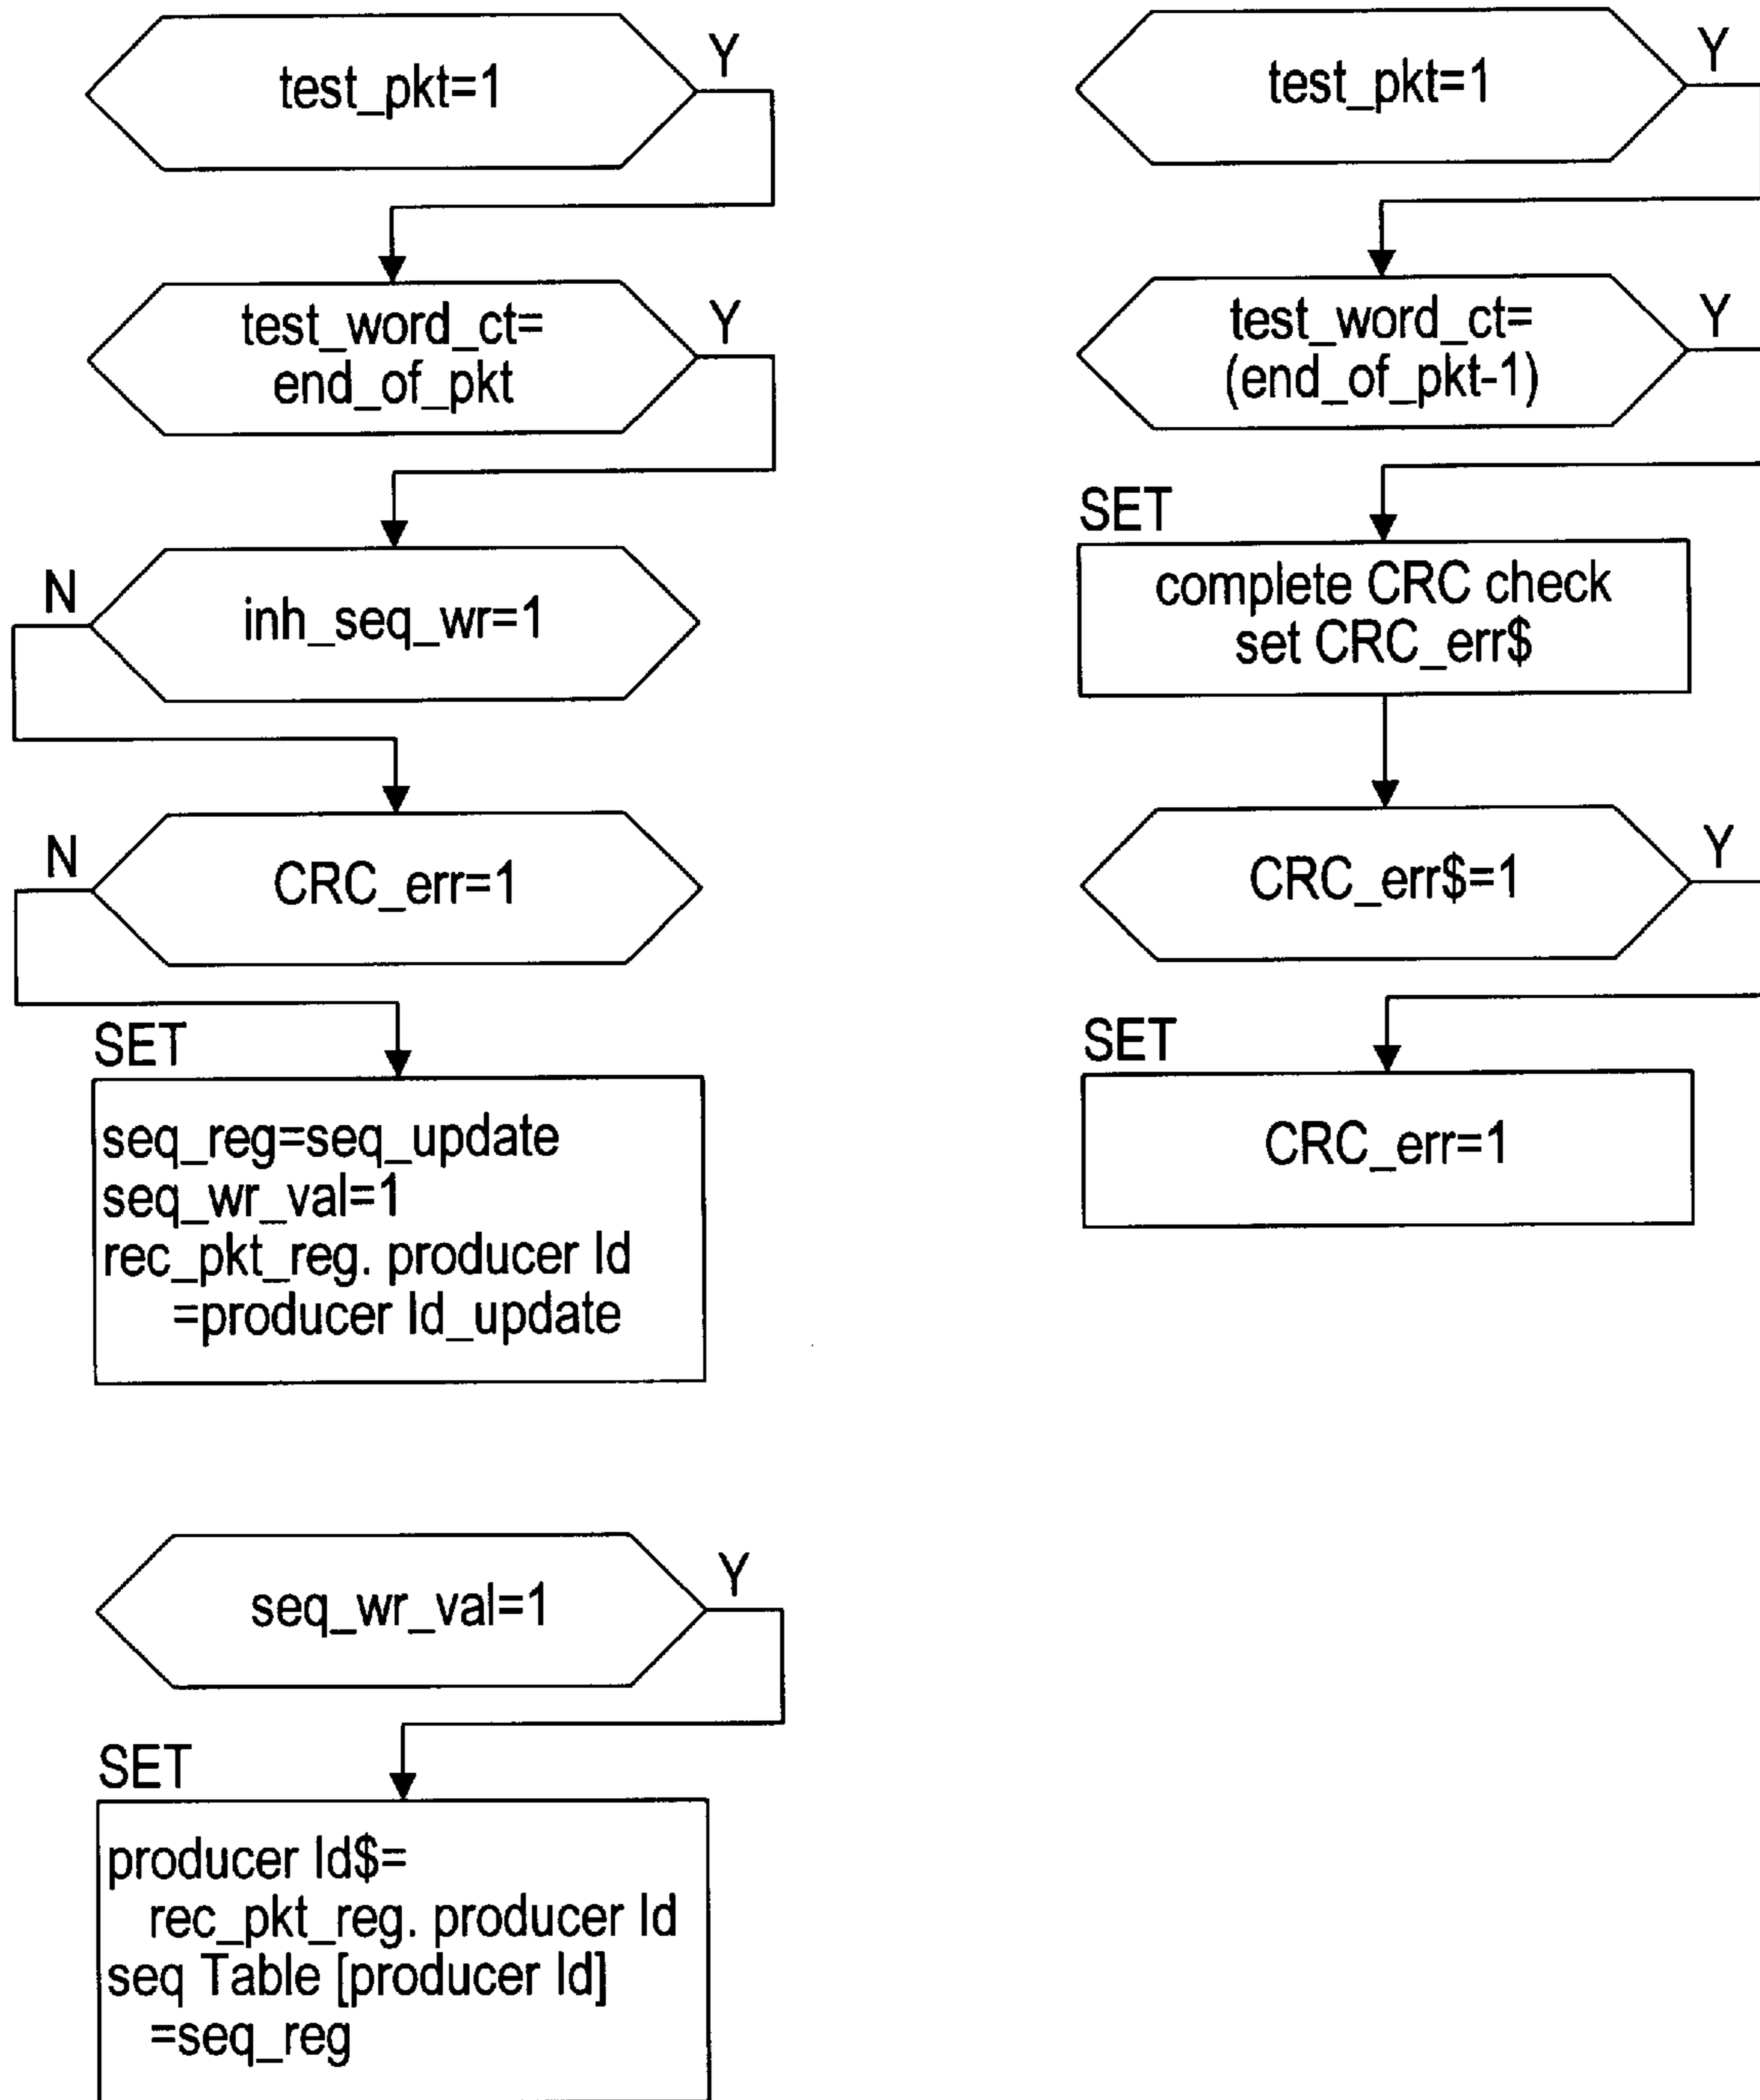 test_pkt=1
Y
test_word_ct=
end_of_pkt
Y
inh_seq_wr=1
N
CRC_err=1
N
SET
seq_reg=seq_update
seq_wr_val=1
rec_pkt_reg. producer Id
=producer Id_update
seq_wr_val=1
Y
SET
producer Id$=
rec_pkt_reg. producer Id
seq Table [producer Id]
=seq_reg
test_pkt=1
Y
test_word_ct=
(end_of_pkt-1)
Y
SET
complete CRC check
set CRC_err$
CRC_err$=1
Y
SET
CRC_err=1